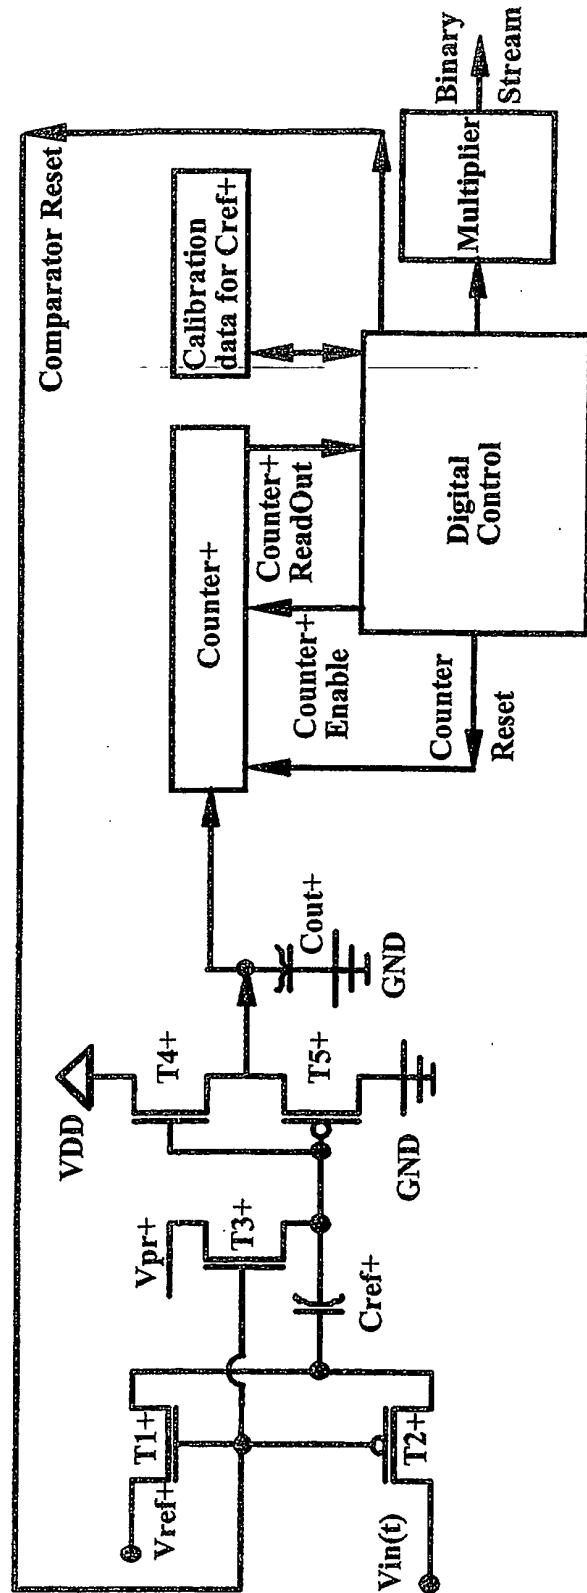 Comparator Reset
VDD
Vpr+
T4+
T3+
T1+
Vref+
Cref+
T5+
T2+
Vin(t)
GND
Cout+
GND
Counter+
Calibration
data for Cref+
Counter+
Enable
Counter+
ReadOut
Counter
Reset
Digital
Control
Multiplier
Binary
Stream